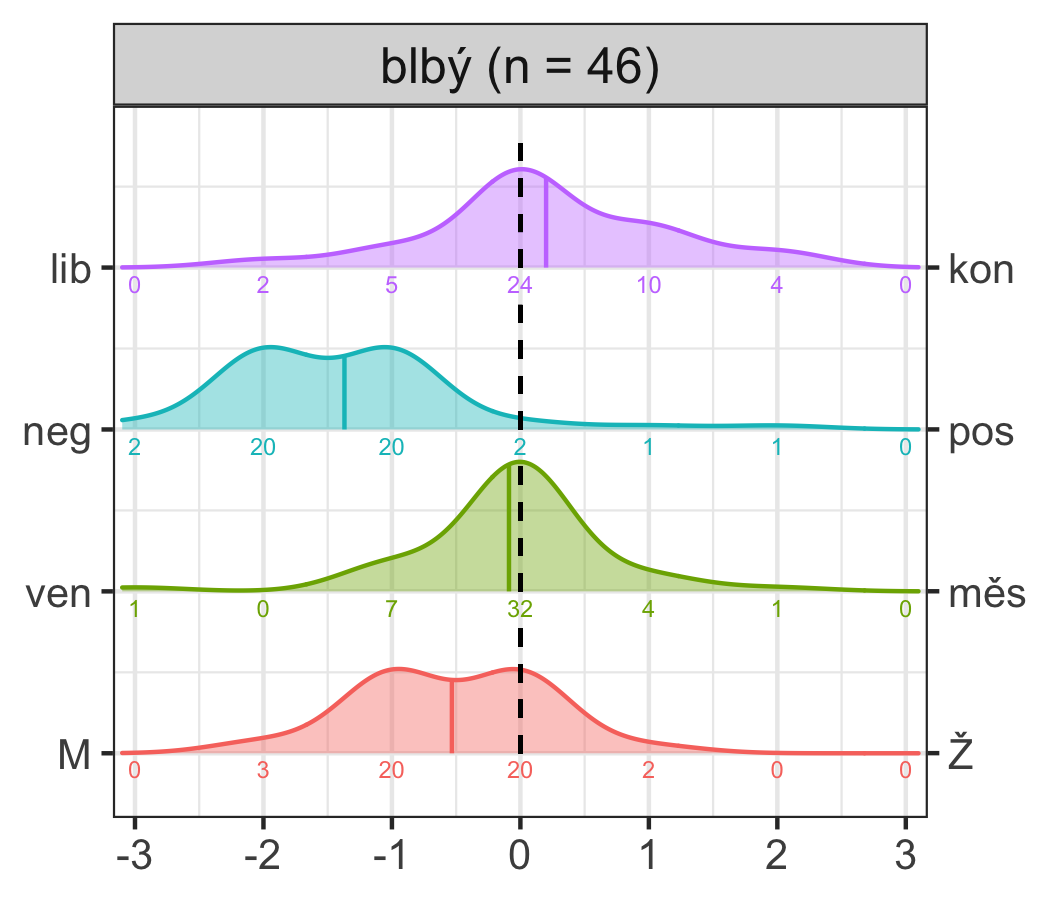 blbý (n = 46)
lib kon
0 2 5 24 10 4 0
neg pos
2 20 20 2 1 1 0
ven měs
1 0 7 32 4 1 0
M Ž
0 3 20 20 2 0 0
-3 -2 -1 0 1 2 3